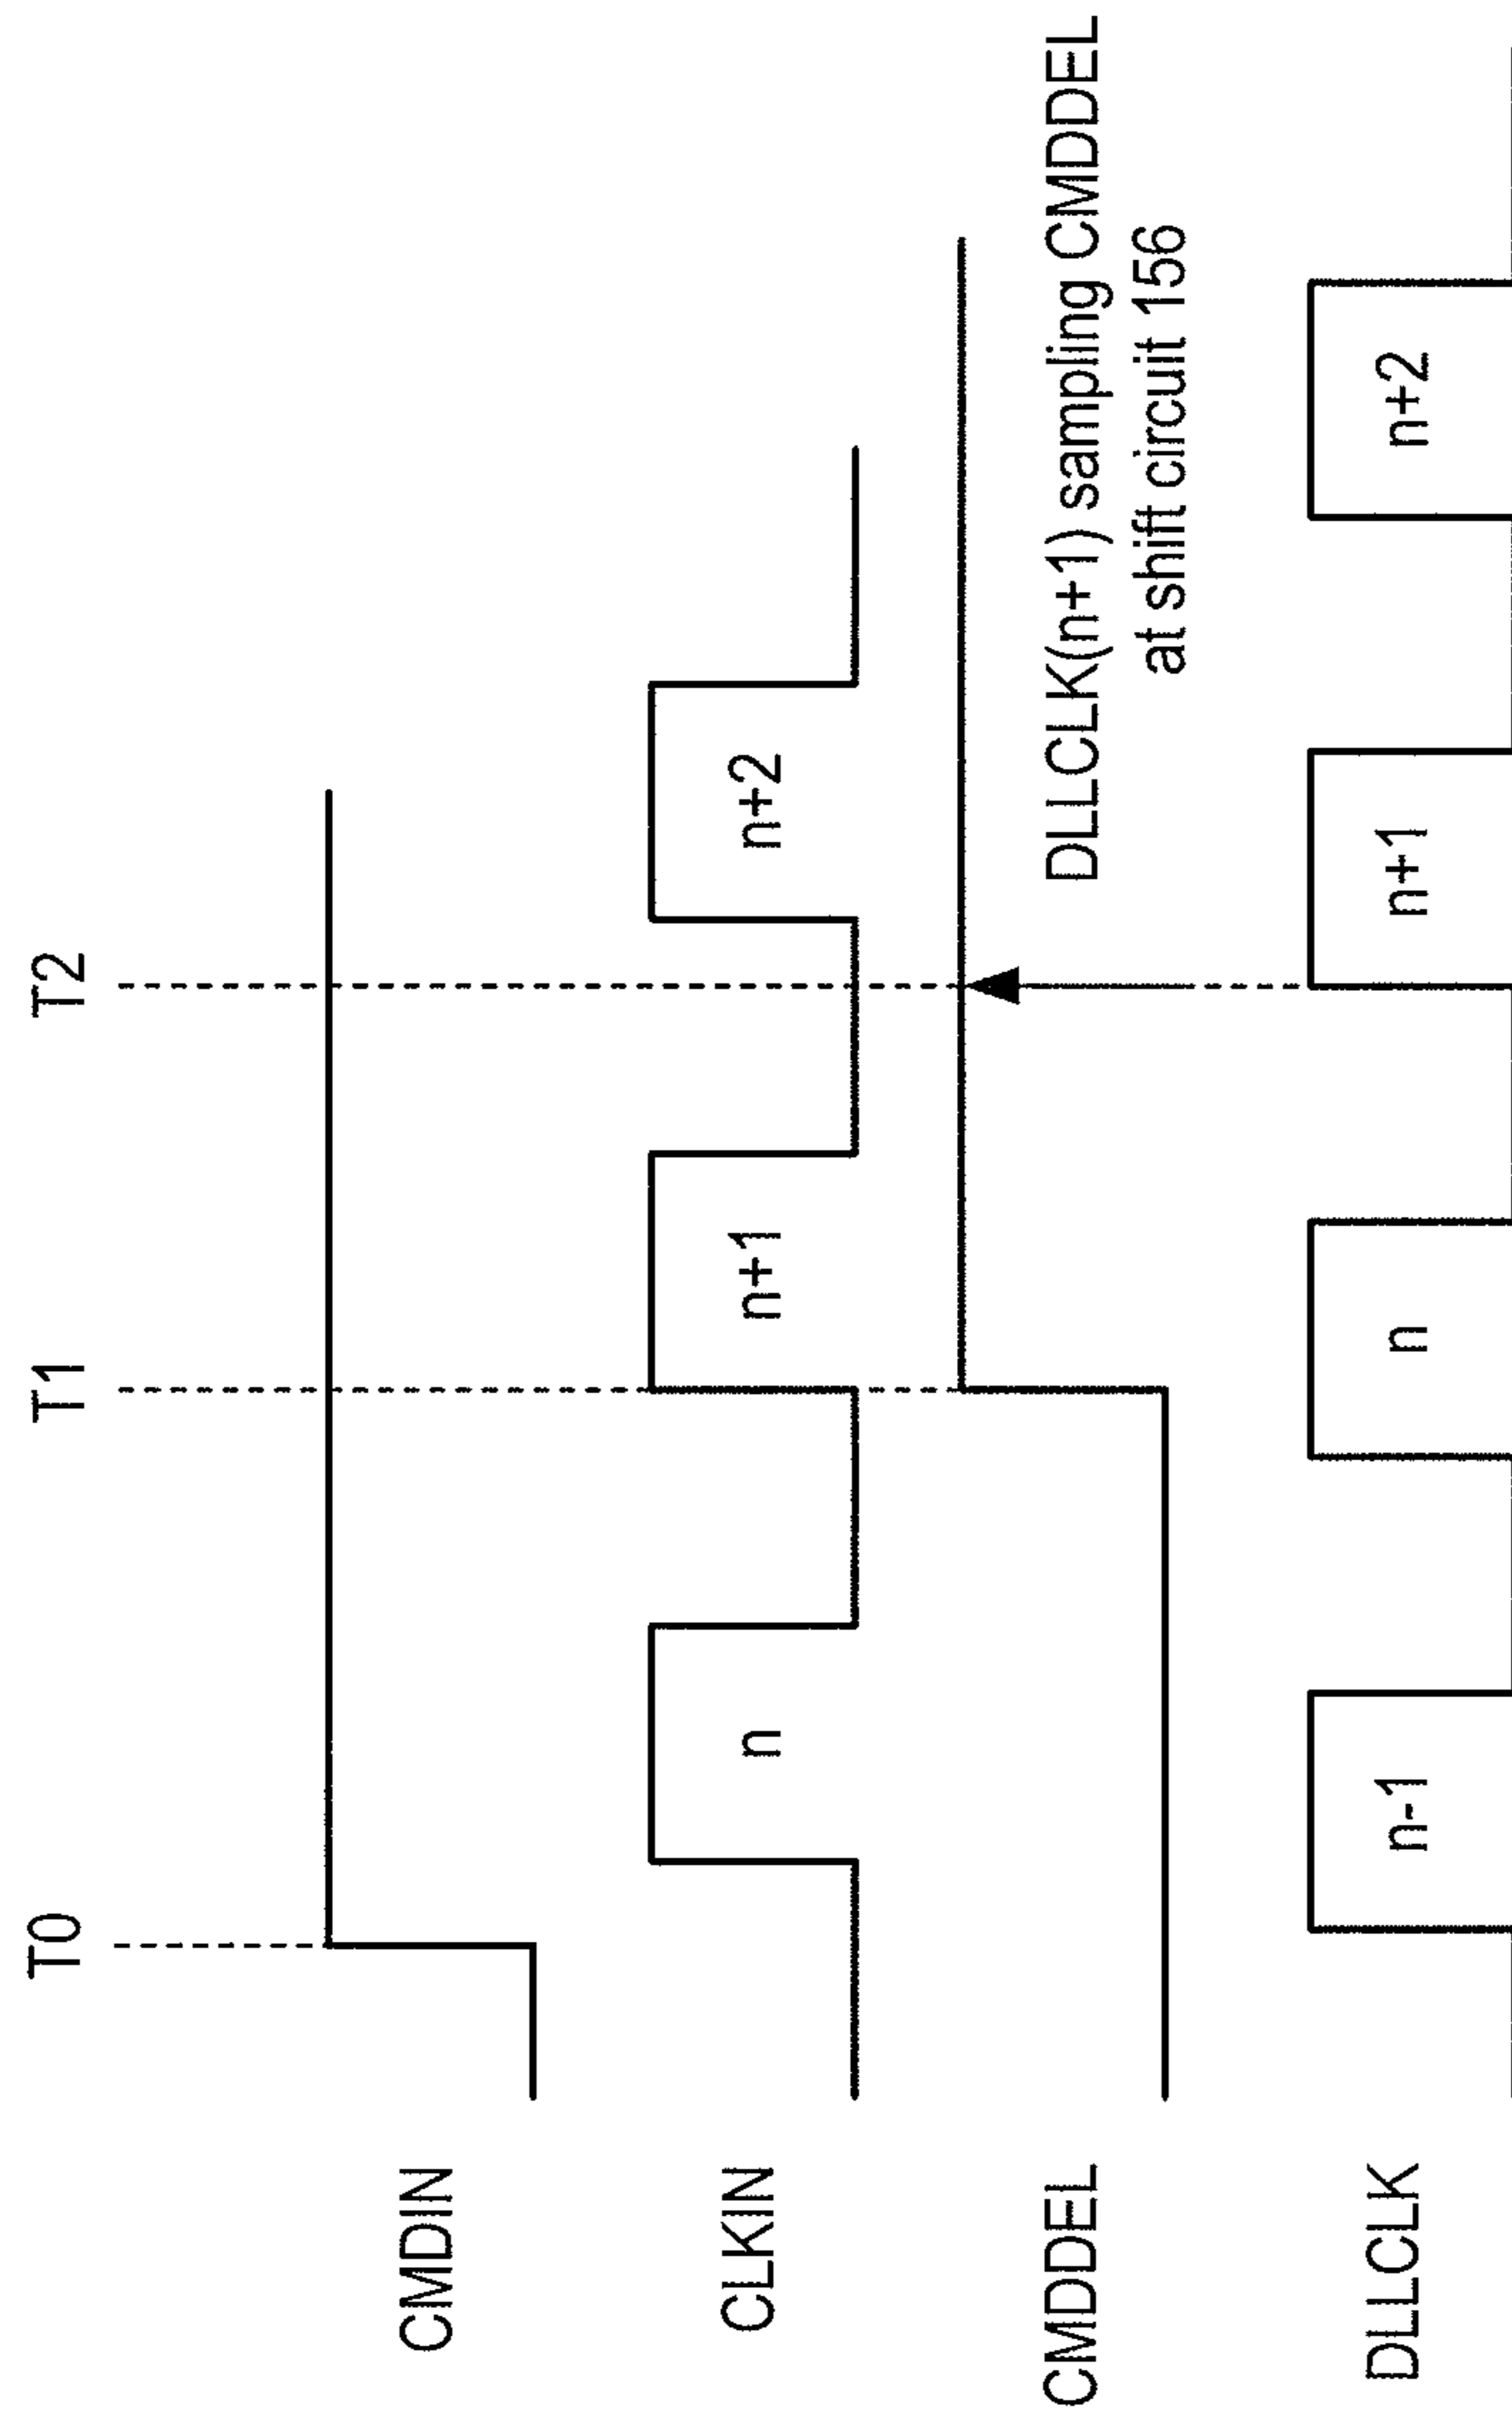 T0
T1
T2
CMDIN
CLKIN
n
n+1
n+2
CMDDEL
DLLCLK(n+1) sampling CMDDEL
at shift circuit 156
DLLCLK
n-1
n
n+1
n+2